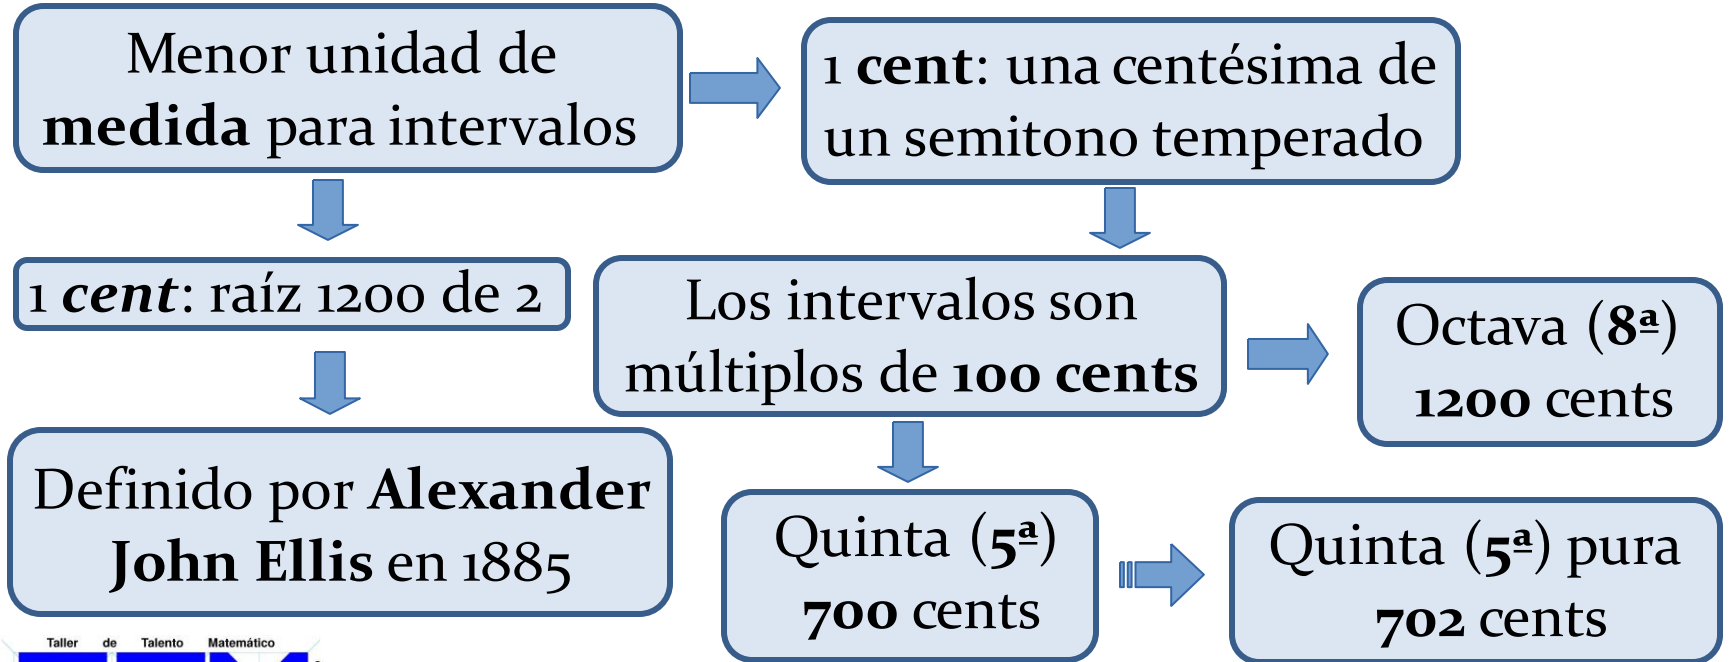 Menor unidad de
medida para intervalos
1 cent: una centésima de
un semitono temperado
1 cent: raíz 1200 de 2
Los intervalos son
múltiplos de 100 cents
Octava (8ª)
1200 cents
Definido por Alexander
John Ellis en 1885
Quinta (5ª)
700 cents
Quinta (5ª) pura
702 cents
Taller de Talento Matemático